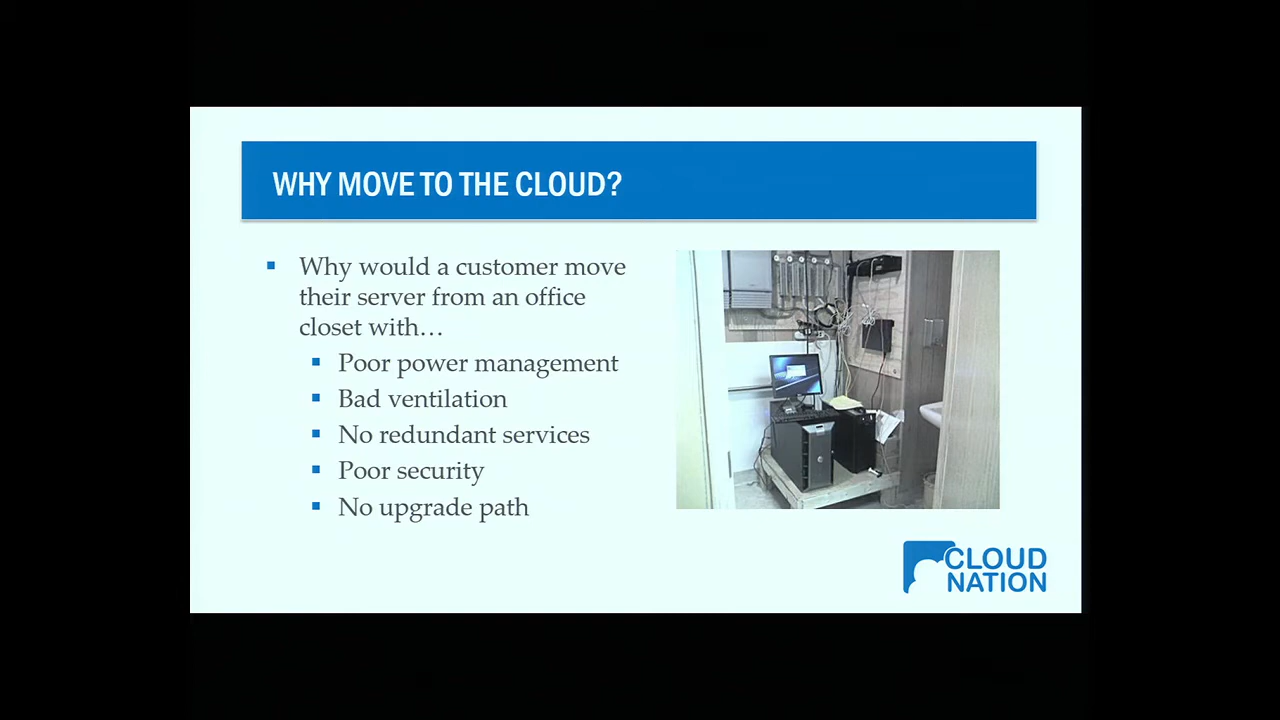 WHY MOVE TO THE CLOUD?
Why would a customer move
their server from an office
closet with…
Poor power management
Bad ventilation
No redundant services
Poor security
No upgrade path
CLOUD
NATION